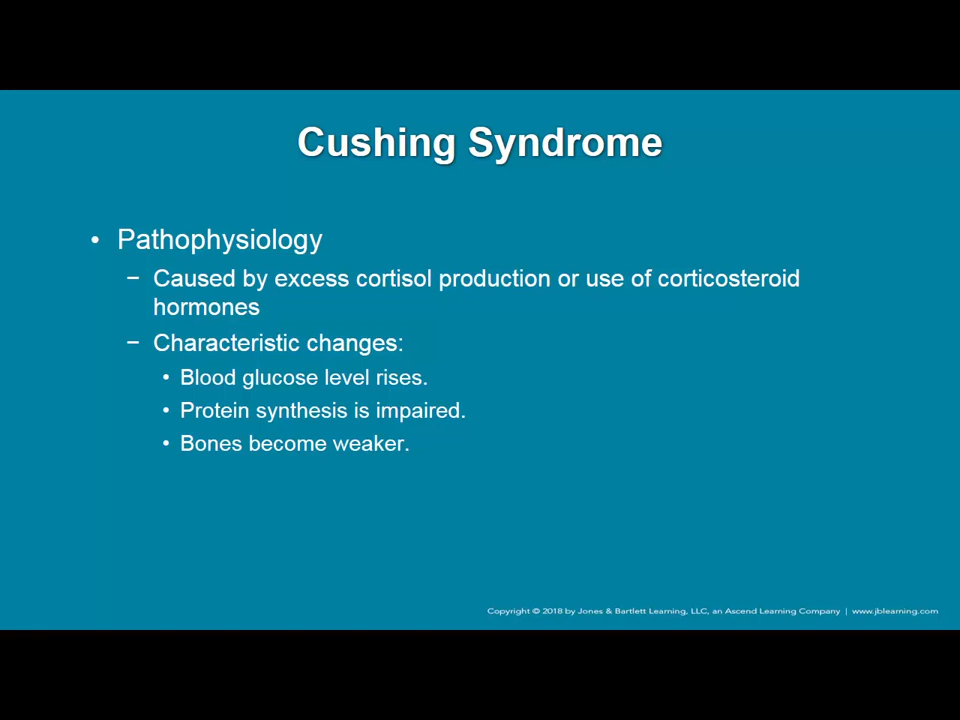 Cushing Syndrome
• Pathophysiology
– Caused by excess cortisol production or use of corticosteroid
hormones
– Characteristic changes:
• Blood glucose level rises.
• Protein synthesis is impaired.
• Bones become weaker.
Copyright © 2018 by Jones & Bartlett Learning, LLC, an Ascend Learning Company | www.jblearning.com